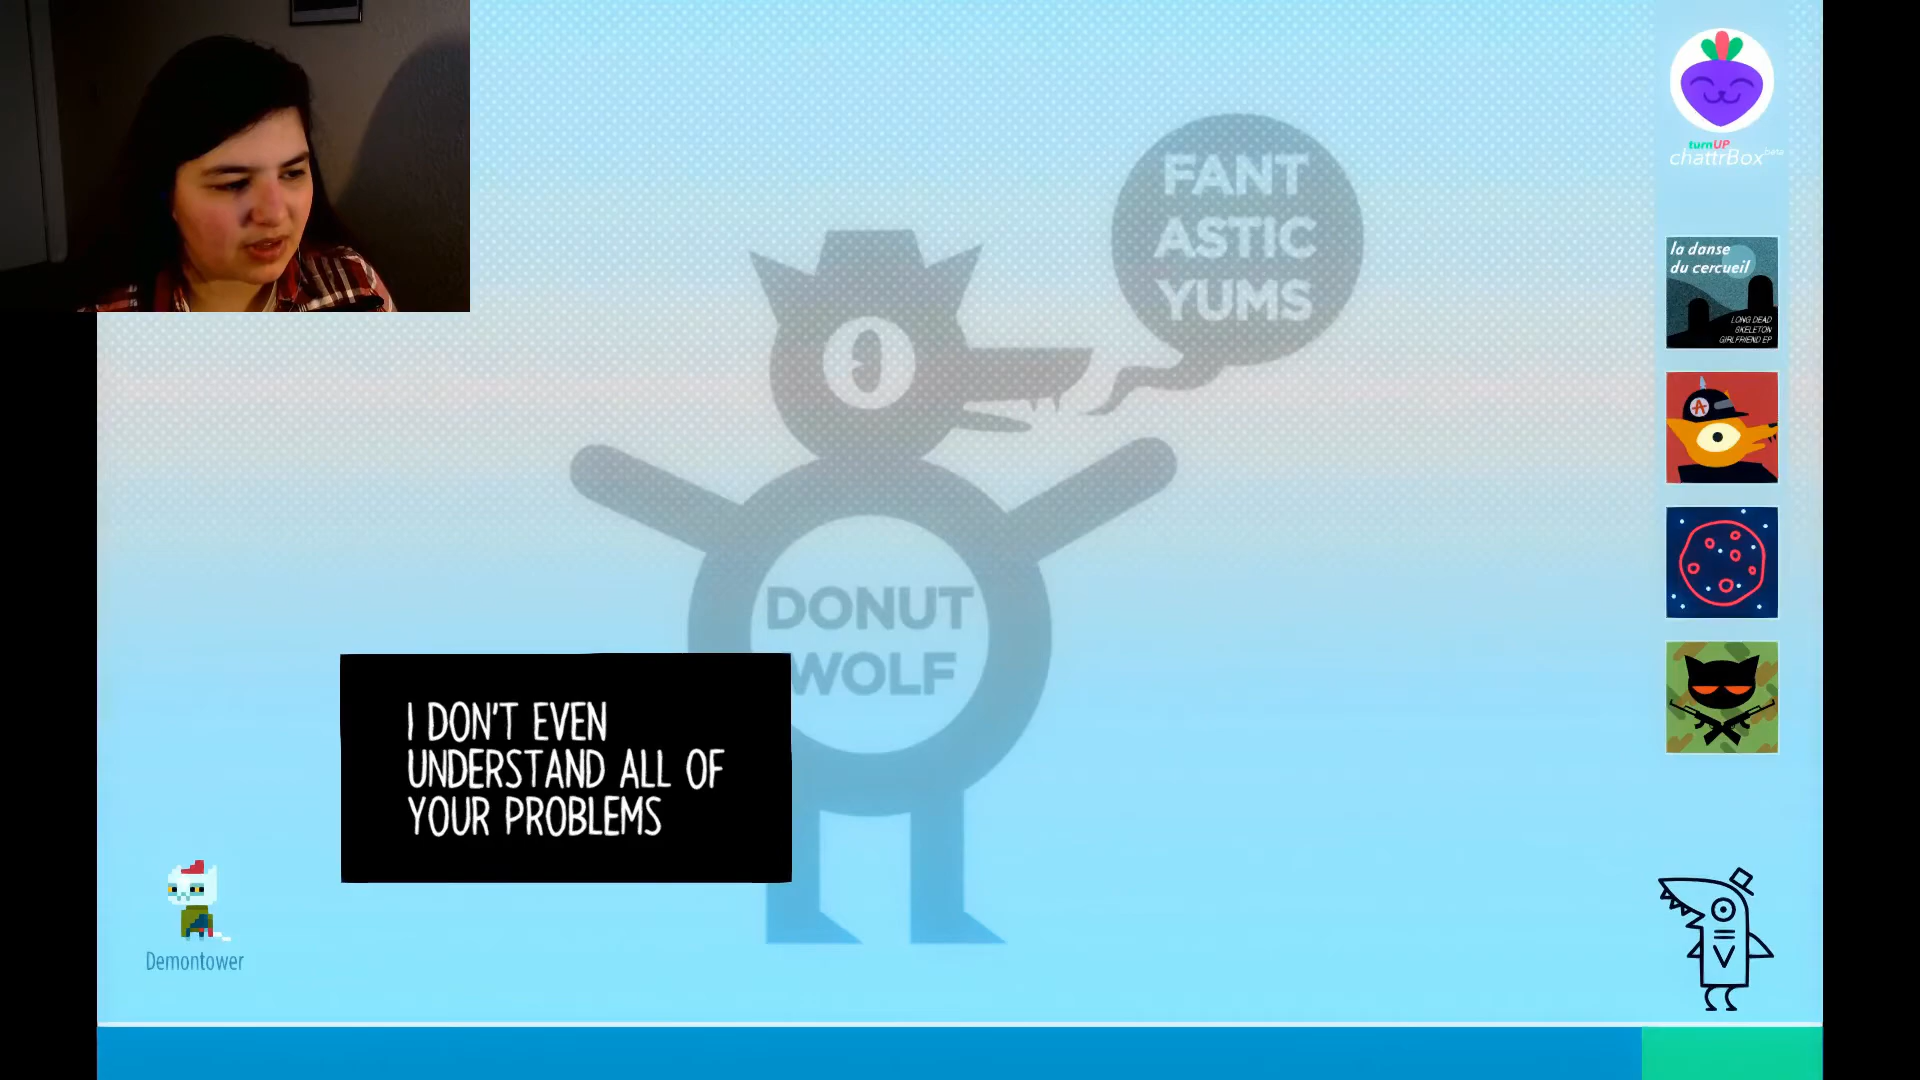 FANT
ASTIC
YUMS
turnUP
chattrBox beta
la danse
du cercueil
LONG DEAD
SKELETON
GIRLFRIEND EP
A
DONUT
WOLF
I DON'T EVEN
UNDERSTAND ALL OF
YOUR PROBLEMS
Demontower